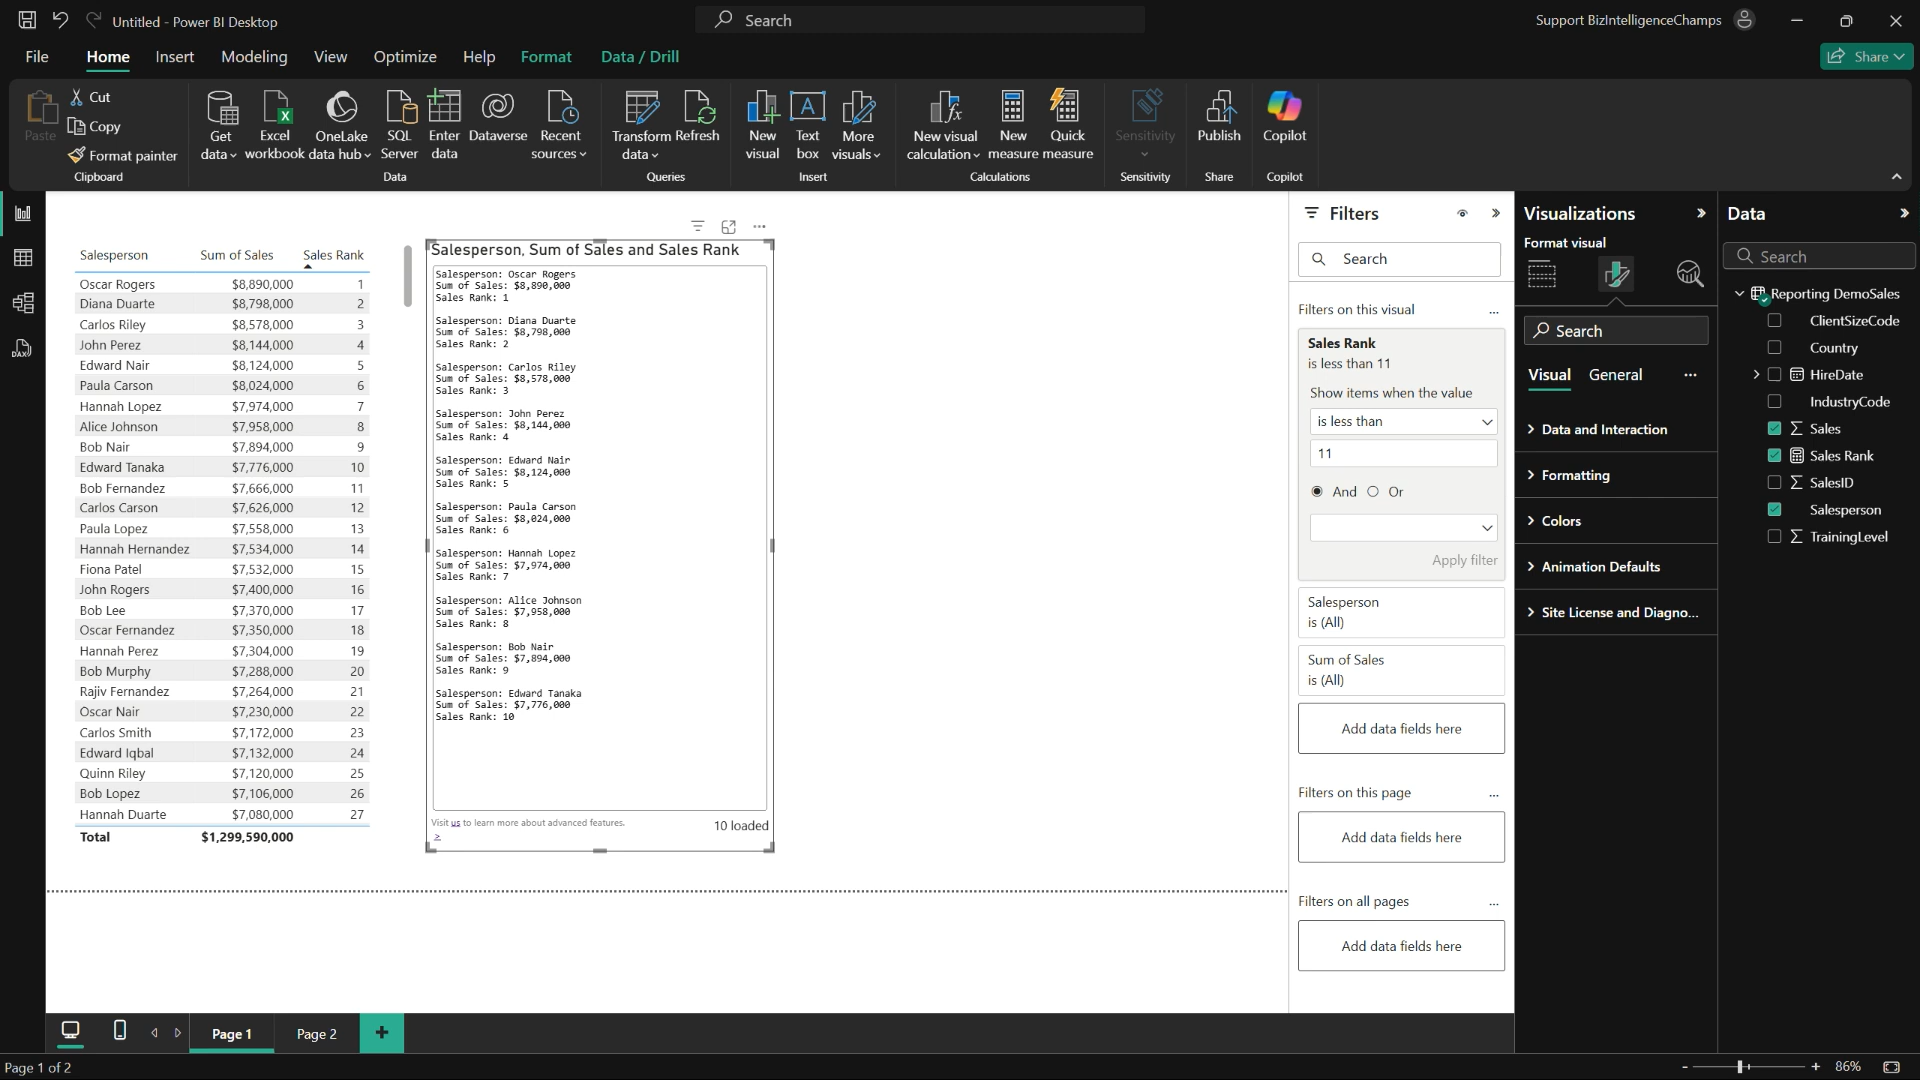 Untitled - Power BI Desktop
Search
Support BizIntelligenceChamps
File Home Insert Modeling View Optimize Help Format Data / Drill
Share
Paste
Cut
Copy
Format painter
Clipboard
Get data
Excel workbook
OneLake data hub
SQL Server
Enter data
Dataverse
Recent sources
Data
Transform data
Refresh
Queries
New visual
Text box
More visuals
Insert
New visual calculation
New measure
Quick measure
Calculations
Sensitivity
Sensitivity
Publish
Share
Copilot
Copilot
Salesperson Sum of Sales Sales Rank
Oscar Rogers $8,890,000 1
Diana Duarte $8,798,000 2
Carlos Riley $8,578,000 3
John Perez $8,144,000 4
Edward Nair $8,124,000 5
Paula Carson $8,024,000 6
Hannah Lopez $7,974,000 7
Alice Johnson $7,958,000 8
Bob Nair $7,894,000 9
Edward Tanaka $7,776,000 10
Bob Fernandez $7,666,000 11
Carlos Carson $7,626,000 12
Paula Lopez $7,558,000 13
Hannah Hernandez $7,534,000 14
Fiona Patel $7,532,000 15
John Rogers $7,400,000 16
Bob Lee $7,370,000 17
Oscar Fernandez $7,350,000 18
Hannah Perez $7,304,000 19
Bob Murphy $7,288,000 20
Rajiv Fernandez $7,264,000 21
Oscar Nair $7,230,000 22
Carlos Smith $7,172,000 23
Edward Iqbal $7,132,000 24
Quinn Riley $7,120,000 25
Bob Lopez $7,106,000 26
Hannah Duarte $7,080,000 27
Total $1,299,590,000
Salesperson, Sum of Sales and Sales Rank
Salesperson: Oscar Rogers
Sum of Sales: $8,890,000
Sales Rank: 1
Salesperson: Diana Duarte
Sum of Sales: $8,798,000
Sales Rank: 2
Salesperson: Carlos Riley
Sum of Sales: $8,578,000
Sales Rank: 3
Salesperson: John Perez
Sum of Sales: $8,144,000
Sales Rank: 4
Salesperson: Edward Nair
Sum of Sales: $8,124,000
Sales Rank: 5
Salesperson: Paula Carson
Sum of Sales: $8,024,000
Sales Rank: 6
Salesperson: Hannah Lopez
Sum of Sales: $7,974,000
Sales Rank: 7
Salesperson: Alice Johnson
Sum of Sales: $7,958,000
Sales Rank: 8
Salesperson: Bob Nair
Sum of Sales: $7,894,000
Sales Rank: 9
Salesperson: Edward Tanaka
Sum of Sales: $7,776,000
Sales Rank: 10
Visit us to learn more about advanced features.
>
10 loaded
Filters
Search
Filters on this visual ...
Sales Rank
is less than 11
Show items when the value
is less than
11
And Or
Apply filter
Salesperson
is (All)
Sum of Sales
is (All)
Add data fields here
Filters on this page ...
Add data fields here
Filters on all pages ...
Add data fields here
Visualizations
Format visual
Search
Visual General ...
Data and Interaction
Formatting
Colors
Animation Defaults
Site License and Diagno...
Data
Search
Reporting DemoSales
ClientSizeCode
Country
HireDate
IndustryCode
Sales
Sales Rank
SalesID
Salesperson
TrainingLevel
Page 1 Page 2 +
Page 1 of 2
- + 86%